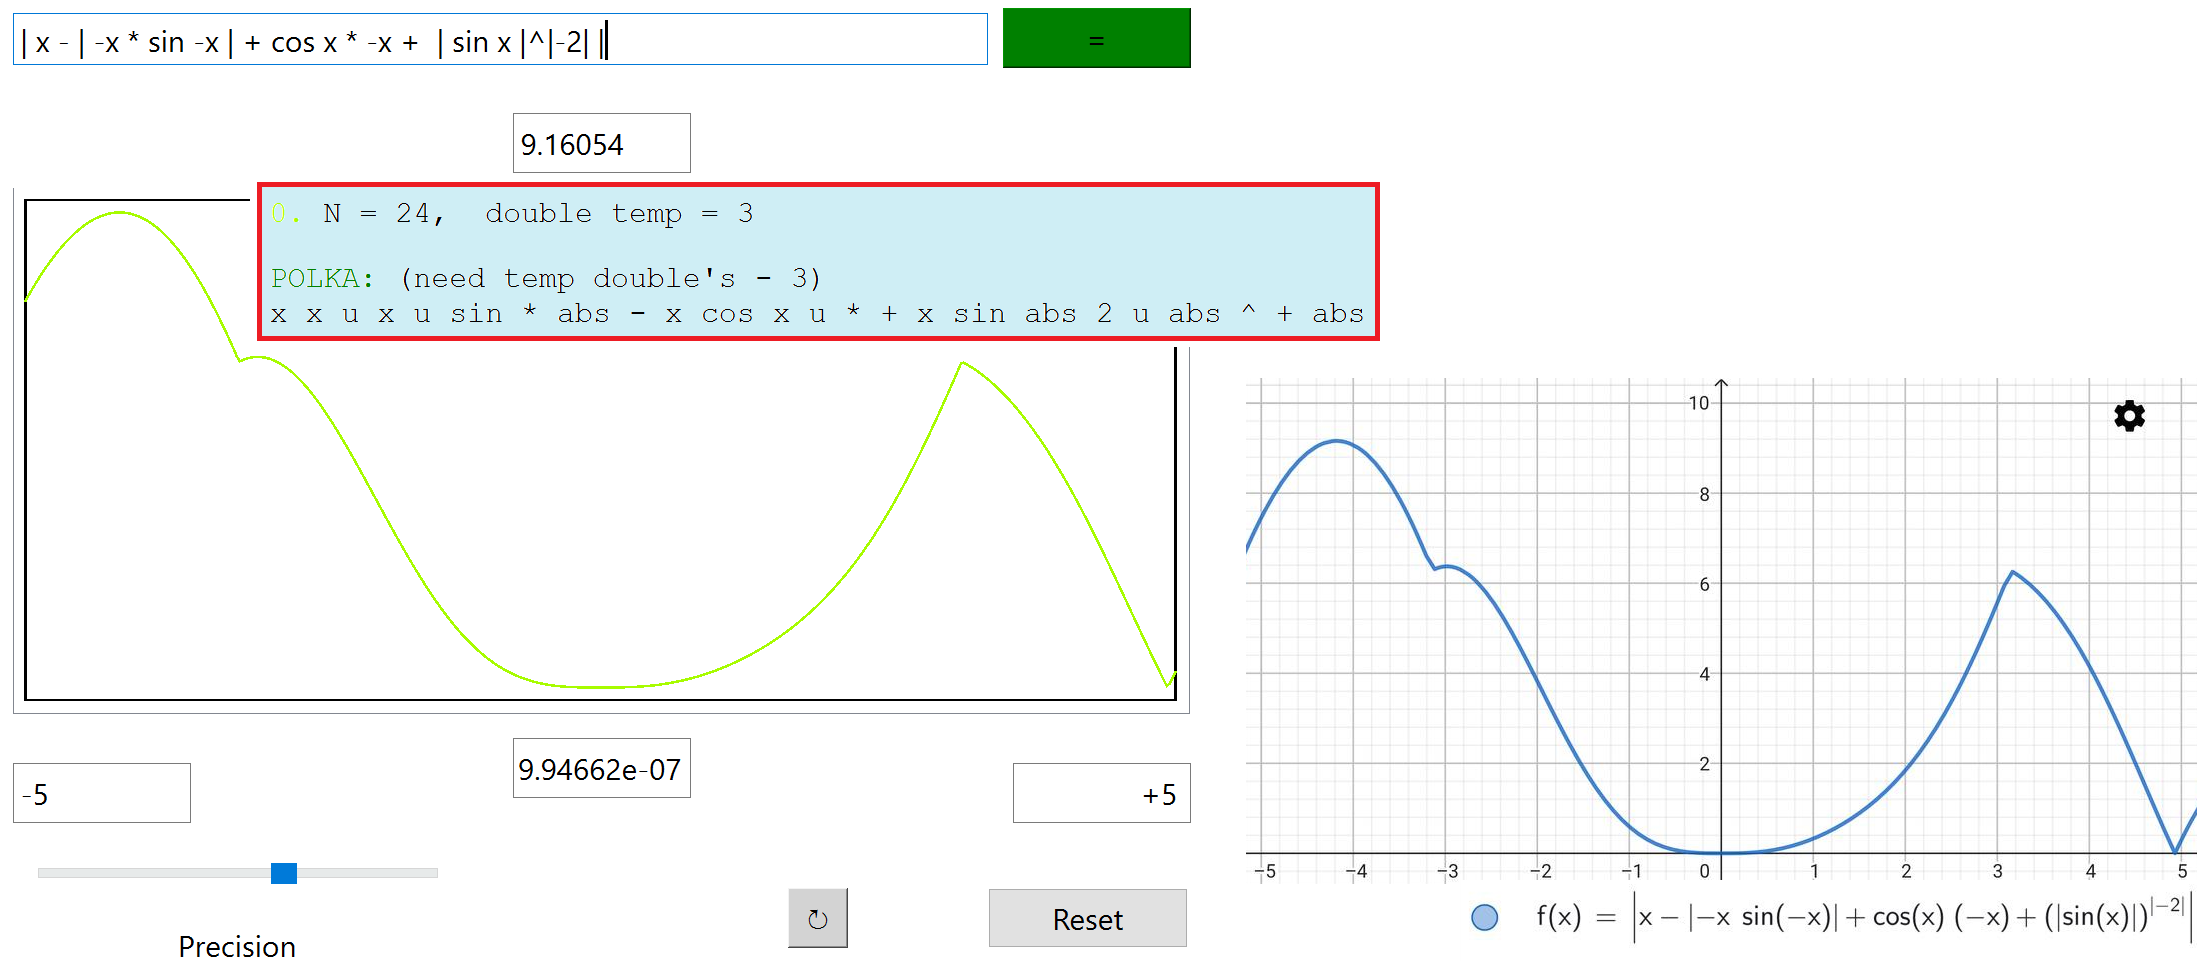 | x - | -x * sin -x | + cos x * -x +  | sin x |^|-2| |
=
9.16054
0. N = 24,  double temp = 3
POLKA: (need temp double's - 3)
x x u x u sin * abs - x cos x u * + x sin abs 2 u abs ^ + abs
9.94662e-07
-5
+5
Precision
↻
Reset
10
8
6
4
2
−5 −4 −3 −2 −1 0 1 2 3 4 5
f(x) = |x − |−x sin(−x)| + cos(x) (−x) + (|sin(x)|)^|−2||